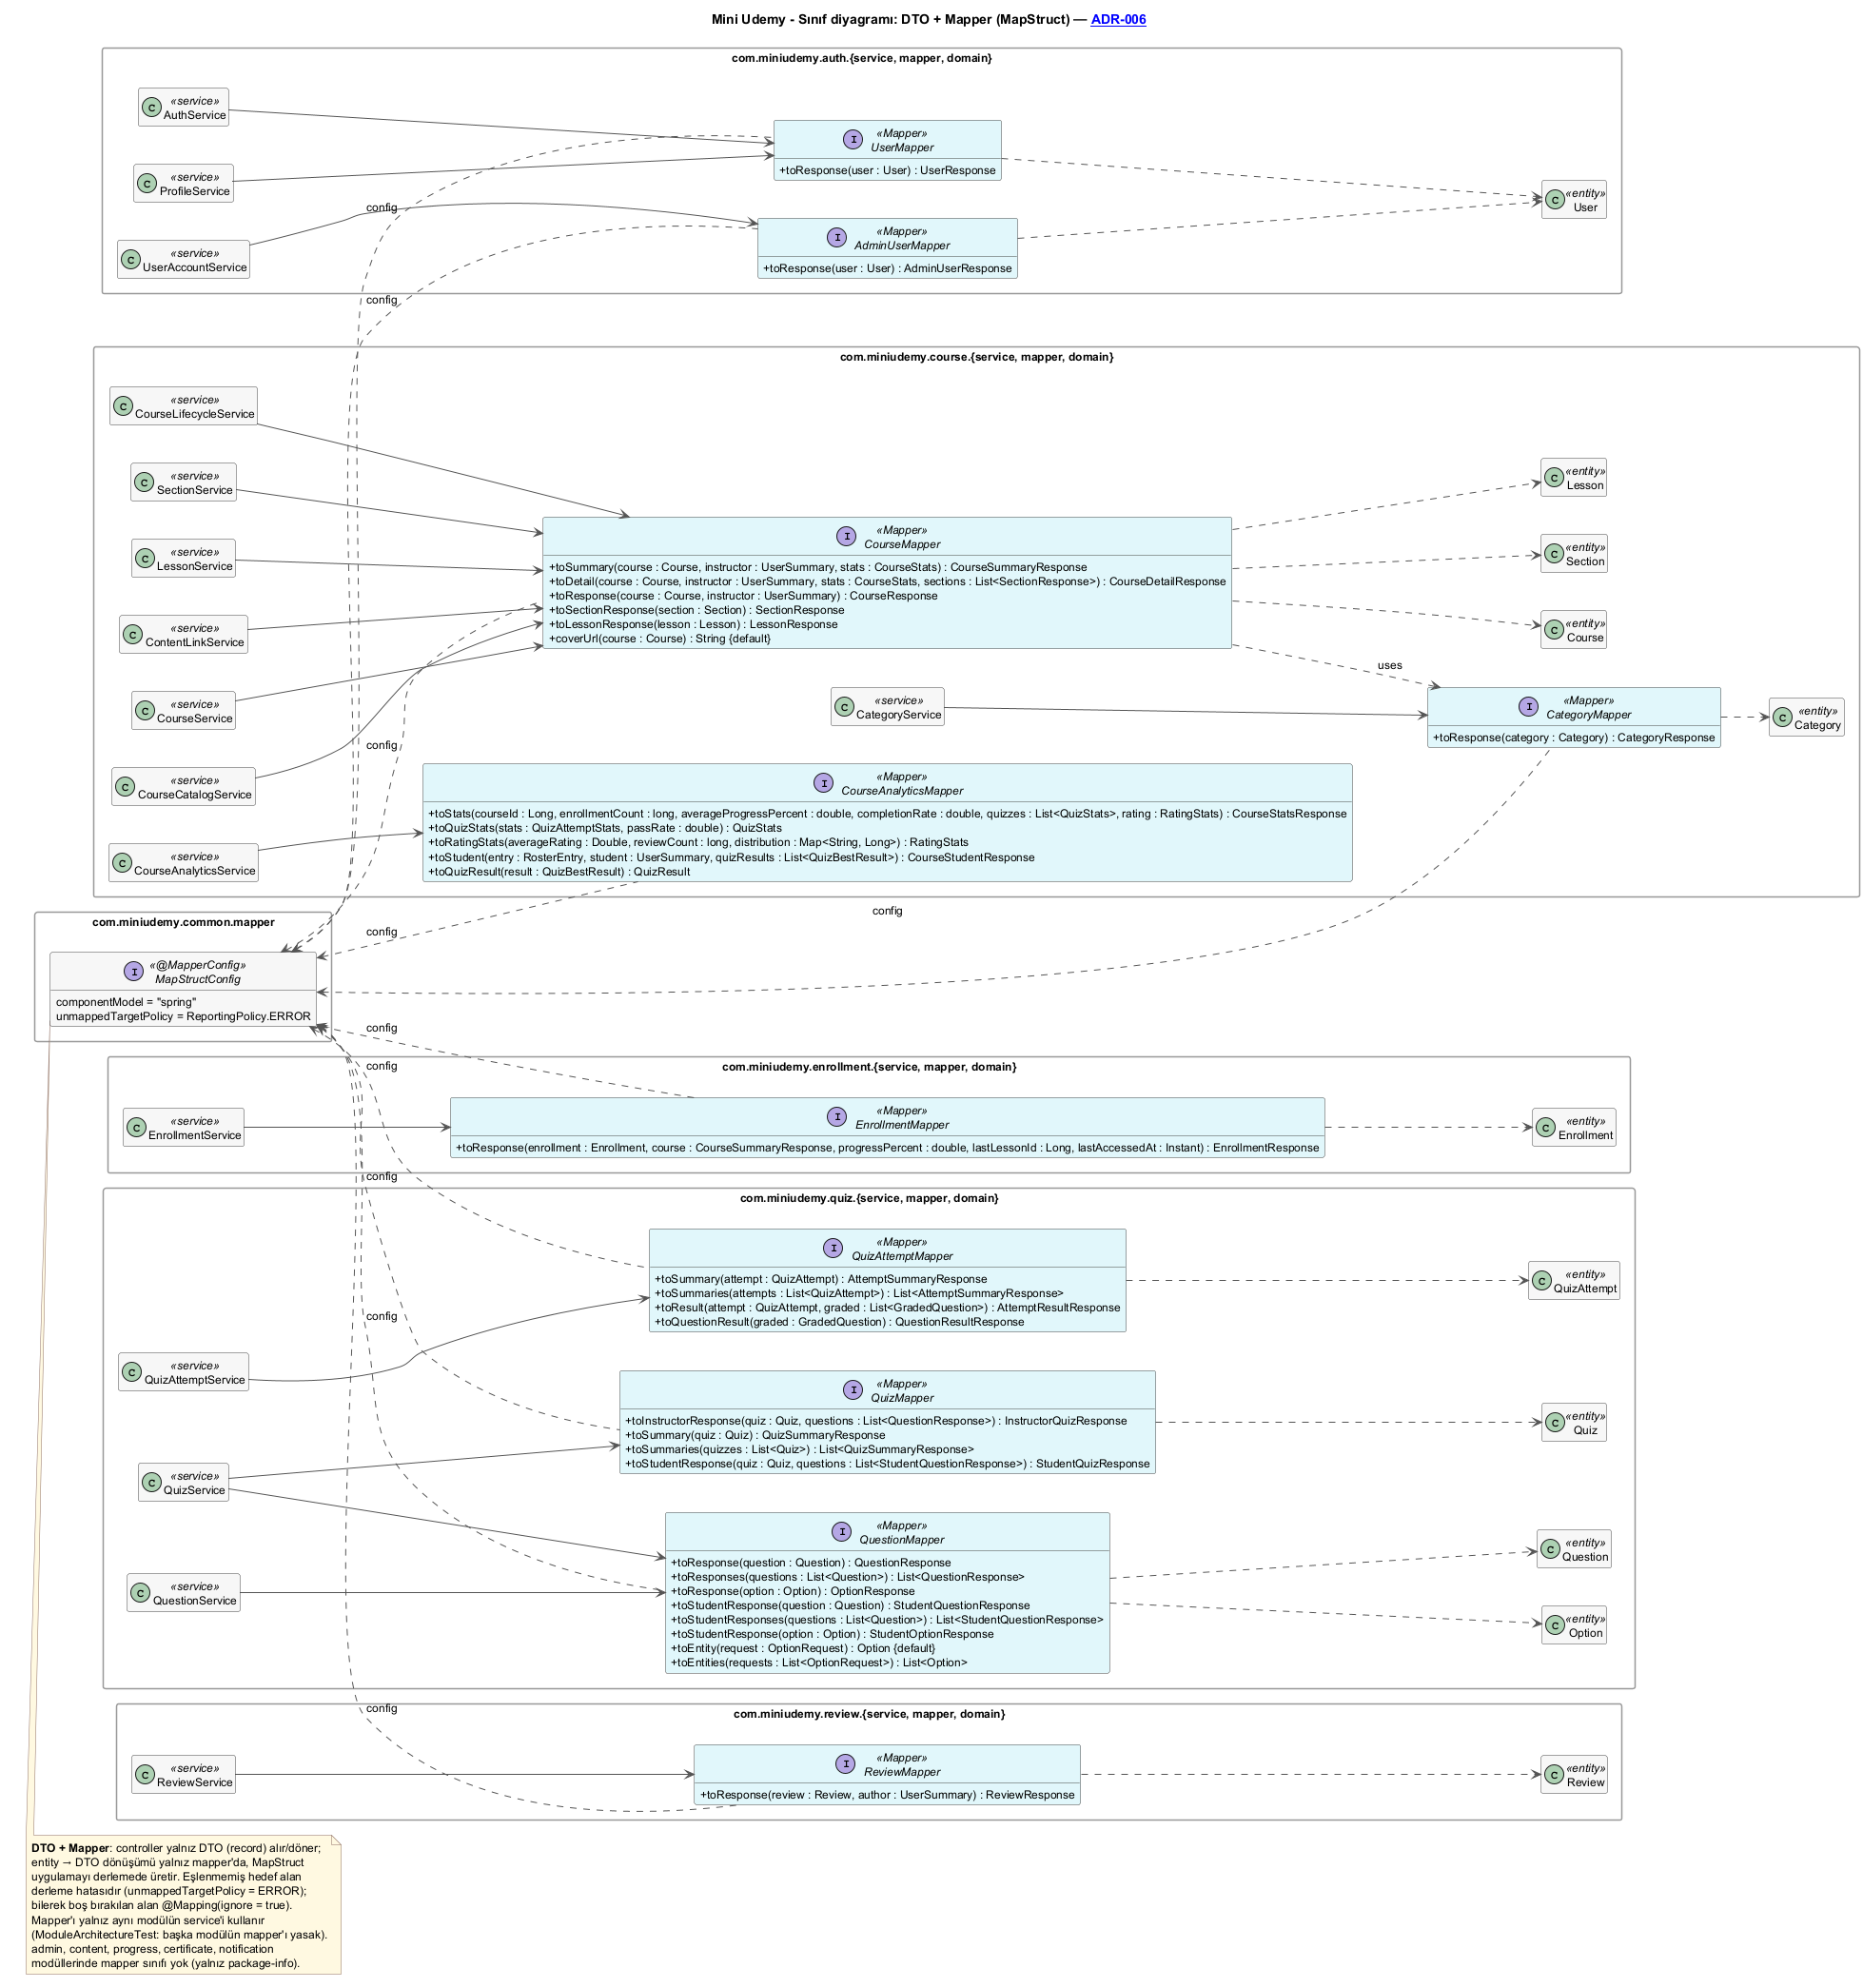 Mini Udemy - Sınıf diyagramı: DTO + Mapper (MapStruct) — ADR-006
com.miniudemy.auth.{service, mapper, domain}
«service»
AuthService
«service»
ProfileService
«service»
UserAccountService
«Mapper»
UserMapper
+toResponse(user : User) : UserResponse
«Mapper»
AdminUserMapper
+toResponse(user : User) : AdminUserResponse
«entity»
User
config
config
com.miniudemy.course.{service, mapper, domain}
«service»
CourseLifecycleService
«service»
SectionService
«service»
LessonService
«service»
ContentLinkService
«service»
CourseService
«service»
CourseCatalogService
«service»
CourseAnalyticsService
«Mapper»
CourseMapper
+toSummary(course : Course, instructor : UserSummary, stats : CourseStats) : CourseSummaryResponse
+toDetail(course : Course, instructor : UserSummary, stats : CourseStats, sections : List<SectionResponse>) : CourseDetailResponse
+toResponse(course : Course, instructor : UserSummary) : CourseResponse
+toSectionResponse(section : Section) : SectionResponse
+toLessonResponse(lesson : Lesson) : LessonResponse
+coverUrl(course : Course) : String {default}
«entity»
Lesson
«entity»
Section
«entity»
Course
uses
«service»
CategoryService
«Mapper»
CategoryMapper
+toResponse(category : Category) : CategoryResponse
«entity»
Category
config
«Mapper»
CourseAnalyticsMapper
+toStats(courseId : Long, enrollmentCount : long, averageProgressPercent : double, completionRate : double, quizzes : List<QuizStats>, rating : RatingStats) : CourseStatsResponse
+toQuizStats(stats : QuizAttemptStats, passRate : double) : QuizStats
+toRatingStats(averageRating : Double, reviewCount : long, distribution : Map<String, Long>) : RatingStats
+toStudent(entry : RosterEntry, student : UserSummary, quizResults : List<QuizBestResult>) : CourseStudentResponse
+toQuizResult(result : QuizBestResult) : QuizResult
config
config
com.miniudemy.common.mapper
«@MapperConfig»
MapStructConfig
componentModel = "spring"
unmappedTargetPolicy = ReportingPolicy.ERROR
config
config
com.miniudemy.enrollment.{service, mapper, domain}
«service»
EnrollmentService
«Mapper»
EnrollmentMapper
+toResponse(enrollment : Enrollment, course : CourseSummaryResponse, progressPercent : double, lastLessonId : Long, lastAccessedAt : Instant) : EnrollmentResponse
«entity»
Enrollment
config
com.miniudemy.quiz.{service, mapper, domain}
«Mapper»
QuizAttemptMapper
+toSummary(attempt : QuizAttempt) : AttemptSummaryResponse
+toSummaries(attempts : List<QuizAttempt>) : List<AttemptSummaryResponse>
+toResult(attempt : QuizAttempt, graded : List<GradedQuestion>) : AttemptResultResponse
+toQuestionResult(graded : GradedQuestion) : QuestionResultResponse
«entity»
QuizAttempt
config
«service»
QuizAttemptService
«Mapper»
QuizMapper
+toInstructorResponse(quiz : Quiz, questions : List<QuestionResponse>) : InstructorQuizResponse
+toSummary(quiz : Quiz) : QuizSummaryResponse
+toSummaries(quizzes : List<Quiz>) : List<QuizSummaryResponse>
+toStudentResponse(quiz : Quiz, questions : List<StudentQuestionResponse>) : StudentQuizResponse
«entity»
Quiz
«service»
QuizService
«service»
QuestionService
«Mapper»
QuestionMapper
+toResponse(question : Question) : QuestionResponse
+toResponses(questions : List<Question>) : List<QuestionResponse>
+toResponse(option : Option) : OptionResponse
+toStudentResponse(question : Question) : StudentQuestionResponse
+toStudentResponses(questions : List<Question>) : List<StudentQuestionResponse>
+toStudentResponse(option : Option) : StudentOptionResponse
+toEntity(request : OptionRequest) : Option {default}
+toEntities(requests : List<OptionRequest>) : List<Option>
«entity»
Question
«entity»
Option
config
com.miniudemy.review.{service, mapper, domain}
«service»
ReviewService
«Mapper»
ReviewMapper
+toResponse(review : Review, author : UserSummary) : ReviewResponse
«entity»
Review
DTO + Mapper: controller yalnız DTO (record) alır/döner;
entity → DTO dönüşümü yalnız mapper'da, MapStruct
uygulamayı derlemede üretir. Eşlenmemiş hedef alan
derleme hatasıdır (unmappedTargetPolicy = ERROR);
bilerek boş bırakılan alan @Mapping(ignore = true).
Mapper'ı yalnız aynı modülün service'i kullanır
(ModuleArchitectureTest: başka modülün mapper'ı yasak).
admin, content, progress, certificate, notification
modüllerinde mapper sınıfı yok (yalnız package-info).